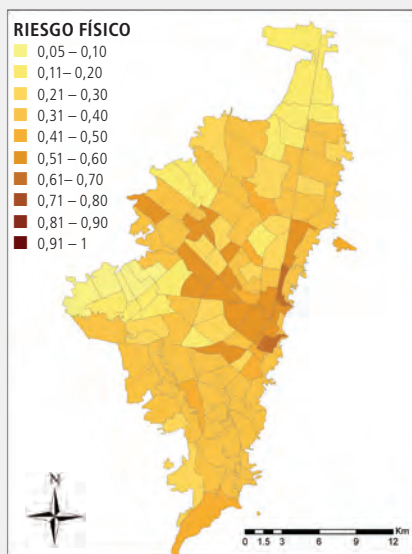 RIESGO FÍSICO
0,05 – 0,10
0,11– 0,20
0,21 – 0,30
0,31 – 0,40
0,41 – 0,50
0,51 – 0,60
0,61– 0,70
0,71 – 0,80
0,81 – 0,90
0,91 – 1
N
Km
0 1.5 3 6 9 12